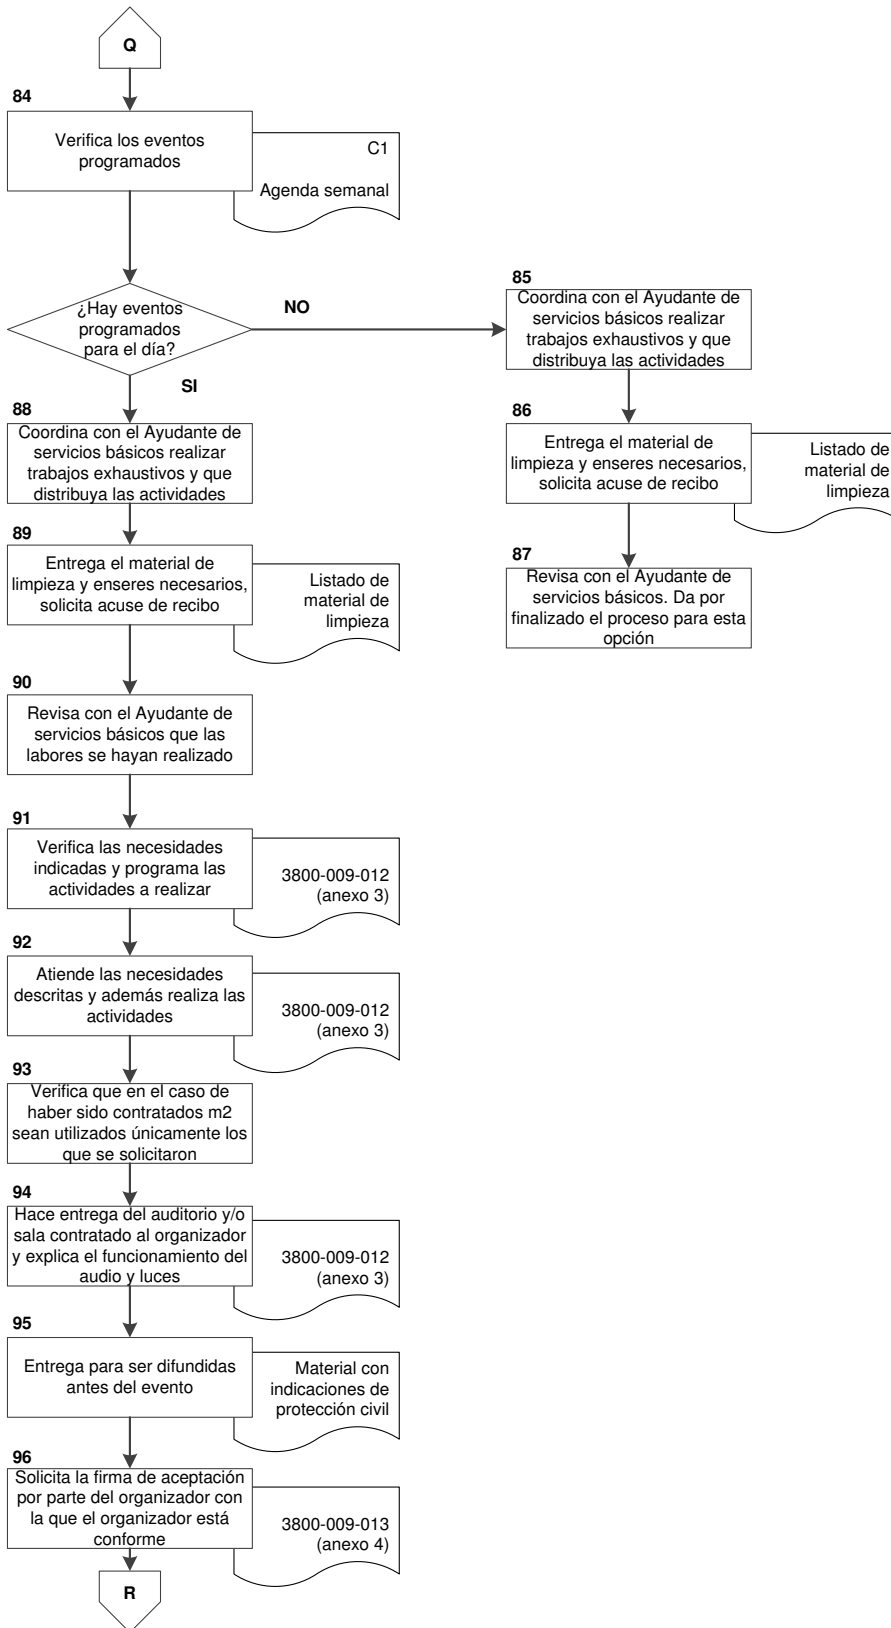 Q
84
Verifica los eventos
programados
C1
Agenda semanal
¿Hay eventos
programados
para el día?
NO
SI
85
Coordina con el Ayudante de
servicios básicos realizar
trabajos exhaustivos y que
distribuya las actividades
86
Entrega el material de
limpieza y enseres necesarios,
solicita acuse de recibo
Listado de
material de
limpieza
87
Revisa con el Ayudante de
servicios básicos. Da por
finalizado el proceso para esta
opción
88
Coordina con el Ayudante de
servicios básicos realizar
trabajos exhaustivos y que
distribuya las actividades
89
Entrega el material de
limpieza y enseres necesarios,
solicita acuse de recibo
Listado de
material de
limpieza
90
Revisa con el Ayudante de
servicios básicos que las
labores se hayan realizado
91
Verifica las necesidades
indicadas y programa las
actividades a realizar
3800-009-012
(anexo 3)
92
Atiende las necesidades
descritas y además realiza las
actividades
3800-009-012
(anexo 3)
93
Verifica que en el caso de
haber sido contratados m2
sean utilizados únicamente los
que se solicitaron
94
Hace entrega del auditorio y/o
sala contratado al organizador
y explica el funcionamiento del
audio y luces
3800-009-012
(anexo 3)
95
Entrega para ser difundidas
antes del evento
Material con
indicaciones de
protección civil
96
Solicita la firma de aceptación
por parte del organizador con
la que el organizador está
conforme
3800-009-013
(anexo 4)
R